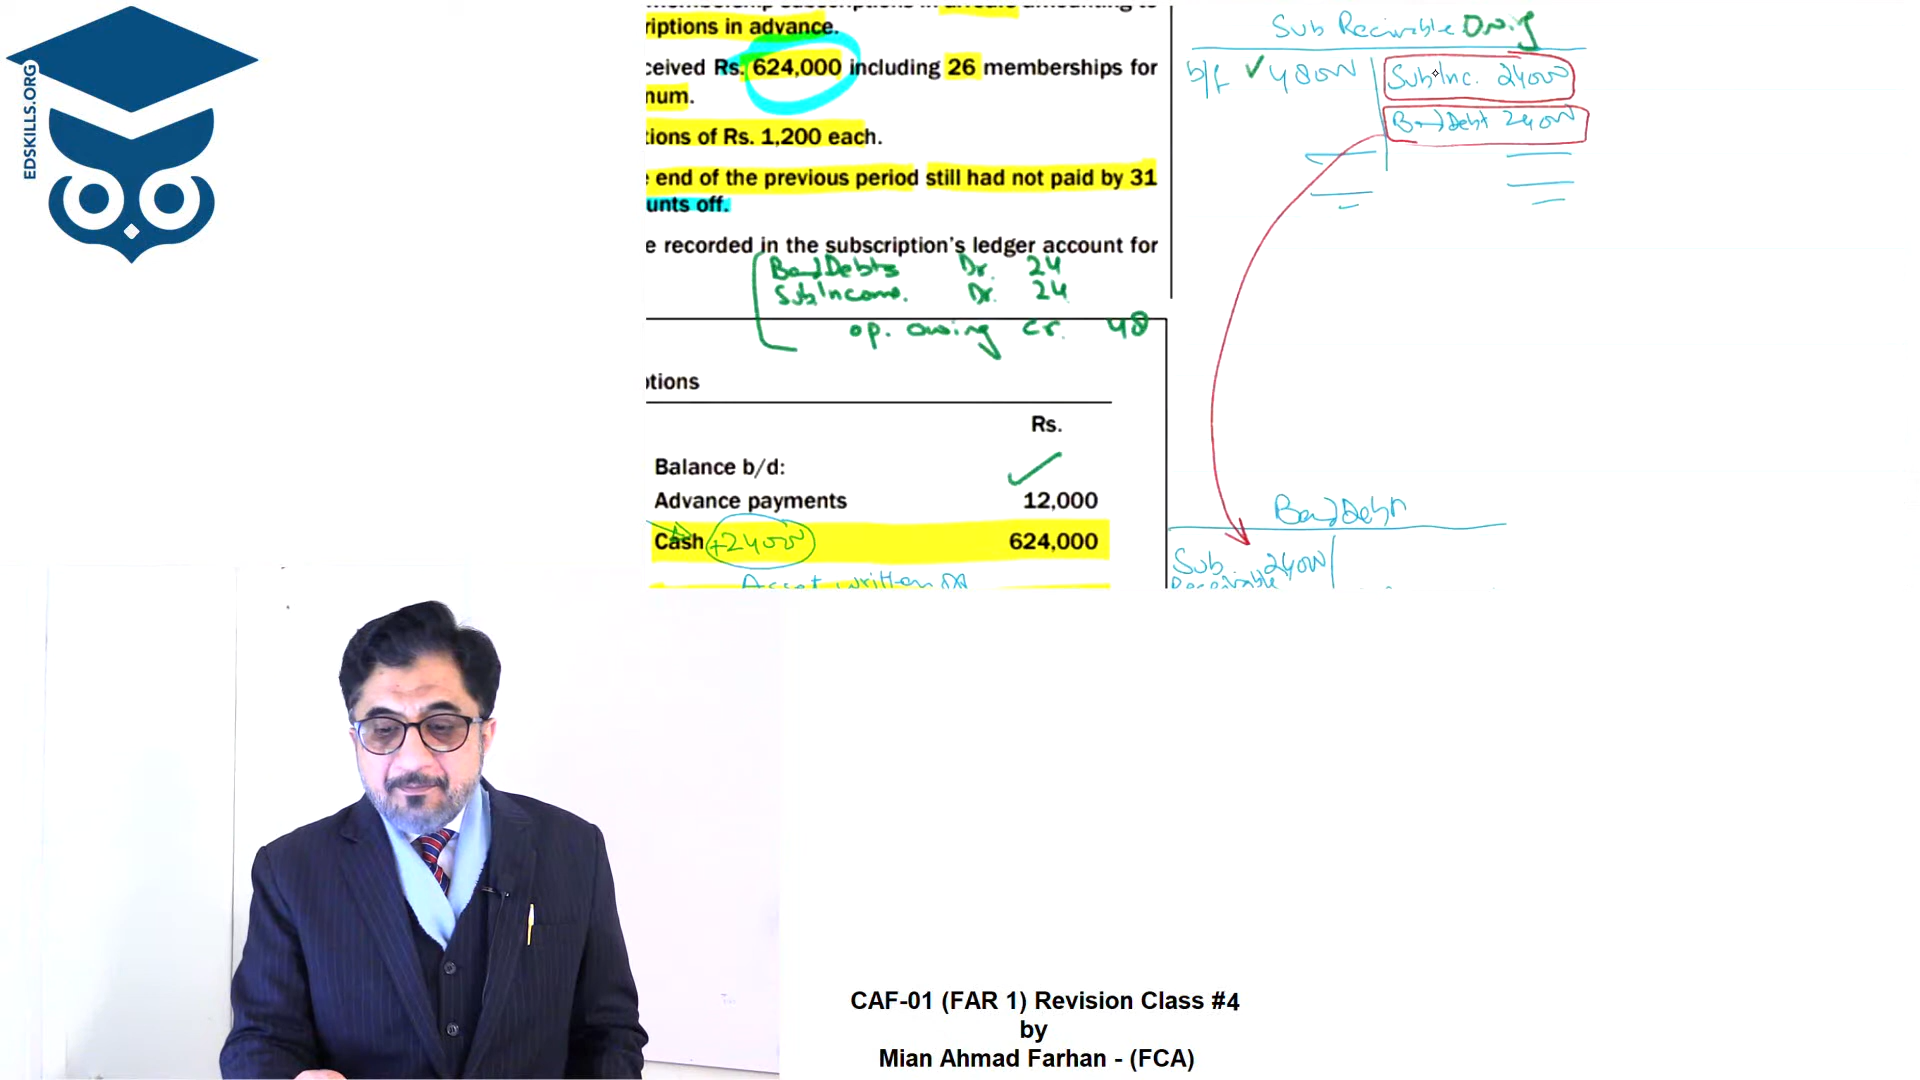 EDSKILLS.ORG
riptions in advance.
ceived Rs. 624,000 including 26 memberships for
num.
tions of Rs. 1,200 each.
end of the previous period still had not paid by 31
unts off.
e recorded in the subscription's ledger account for
Bad Debts Dr. 24
Sub Income. Dr. 24
op. owing cr. 48
ptions
Rs.
Balance b/d:
Advance payments 12,000
Cash +24000 624,000
Sub Receivable Owing
b/f 48000 Sub Inc. 24000
Bad Debt 24000
Bad Debt
Sub Receivable 24000
CAF-01 (FAR 1) Revision Class #4
by
Mian Ahmad Farhan - (FCA)